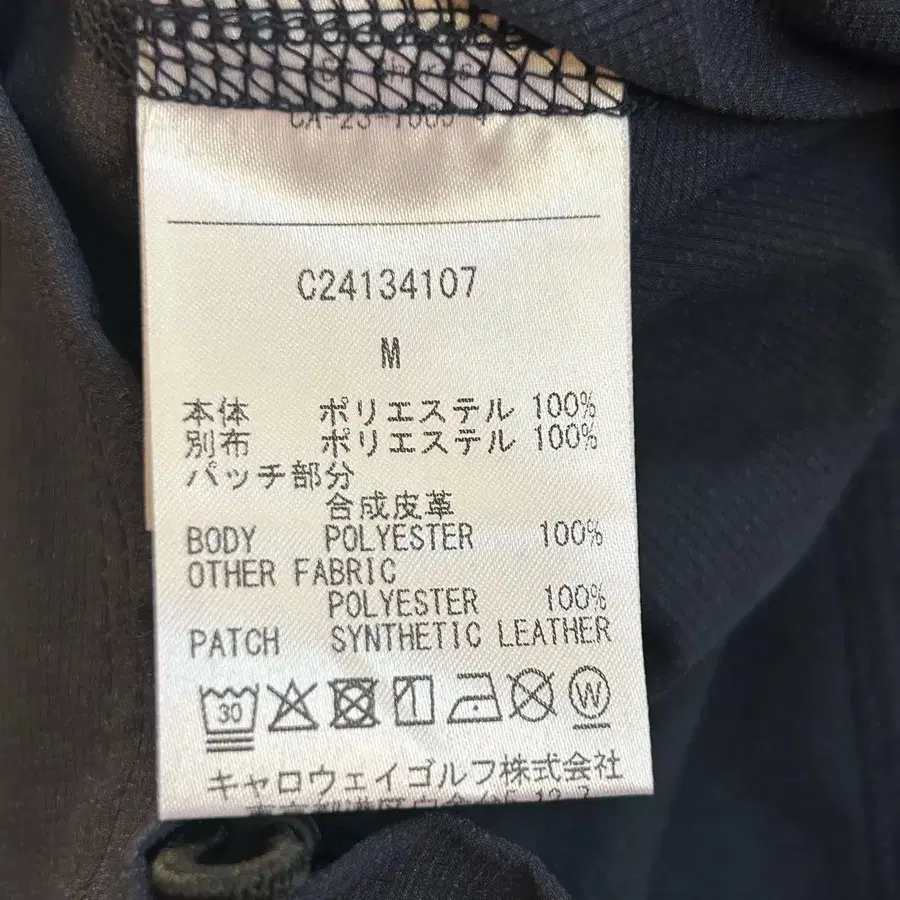 C24134107
M
本体 ポリエステル 100%
別布 ポリエステル 100%
パッチ部分
合成皮革
BODY POLYESTER 100%
OTHER FABRIC
POLYESTER 100%
PATCH SYNTHETIC LEATHER
30 W
キャロウェイゴルフ株式会社